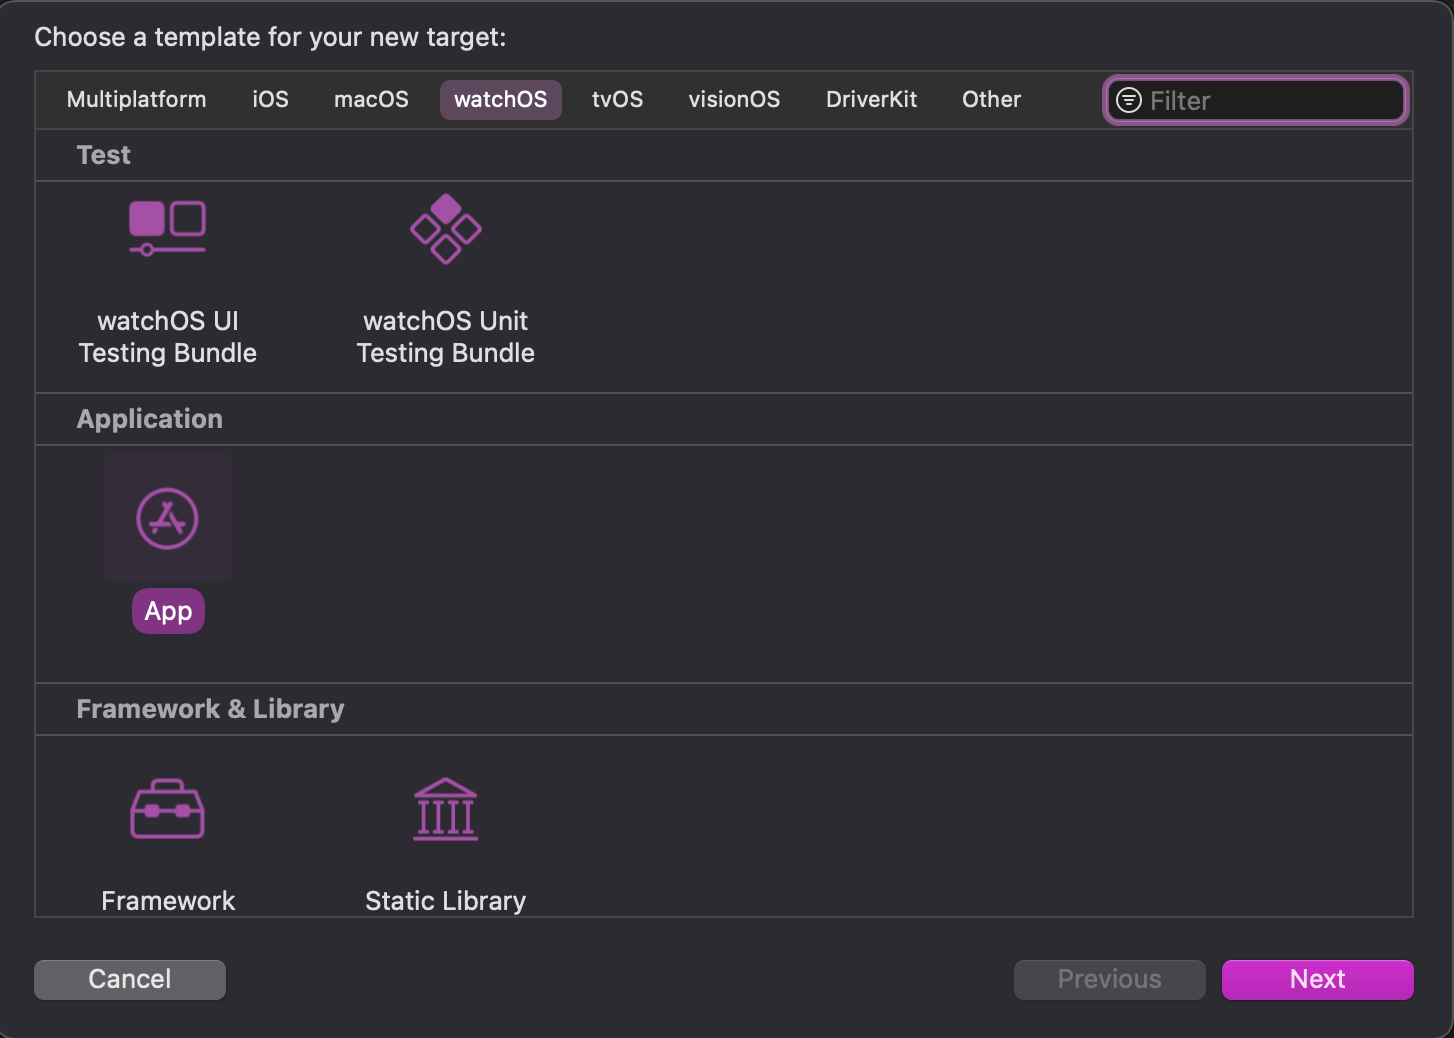 Choose a template for your new target:
Multiplatform iOS macOS watchOS tvOS visionOS DriverKit Other Filter
Test
watchOS UI
Testing Bundle
watchOS Unit
Testing Bundle
Application
App
Framework & Library
Framework
Static Library
Cancel
Previous
Next